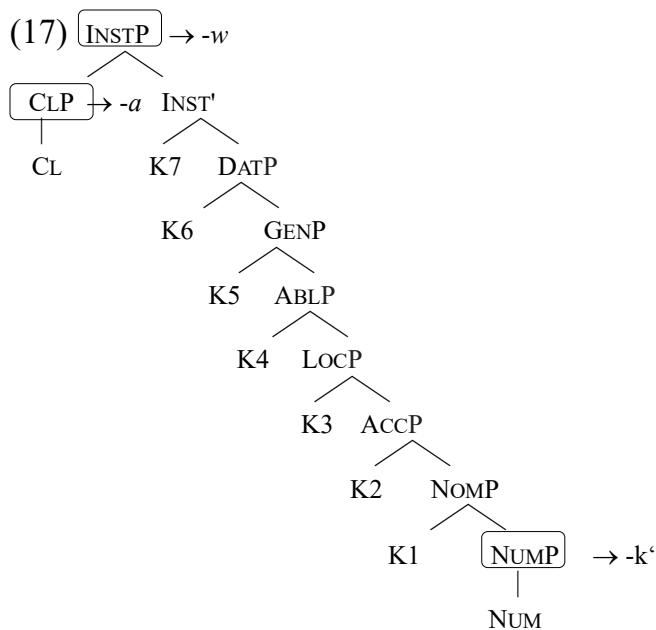 (17) INSTP → -w
CLP → -a INST'
CL K7 DATP
K6 GENP
K5 ABLP
K4 LOCP
K3 ACCP
K2 NOMP
K1 NUMP → -k‘
NUM